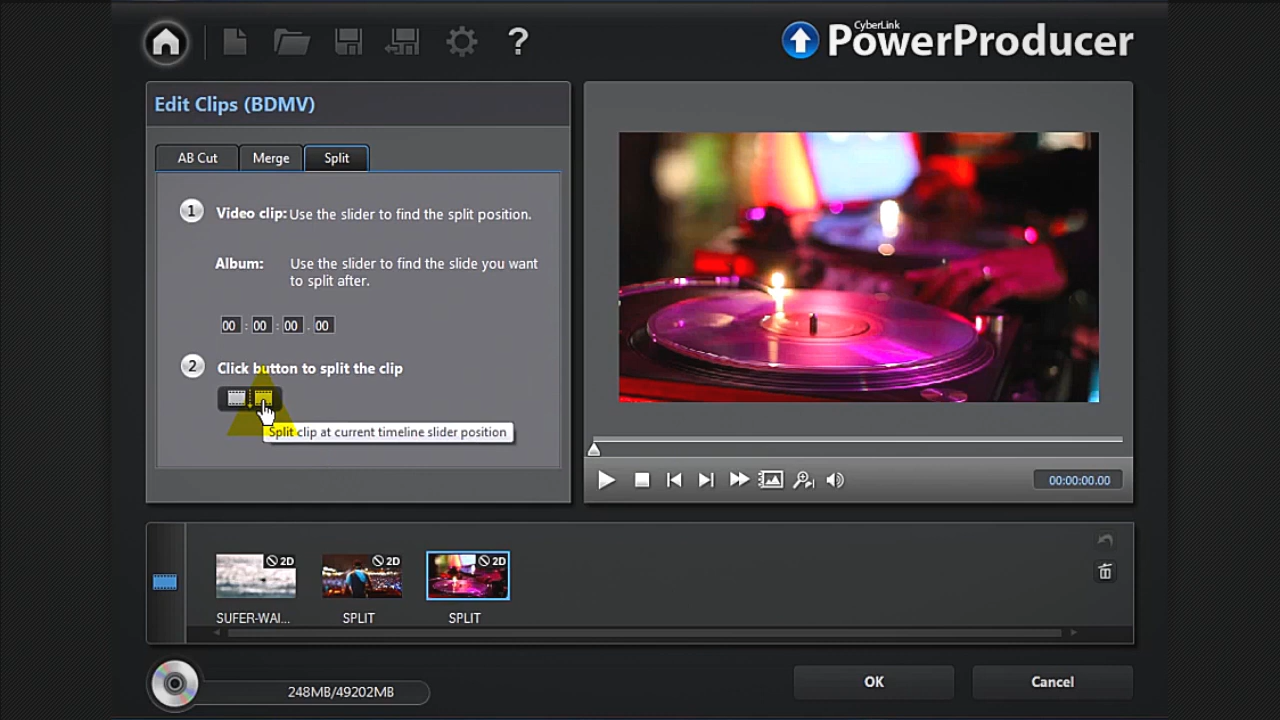 ?
CyberLink
PowerProducer
Edit Clips (BDMV)
AB Cut
Merge
Split
1
Video clip: Use the slider to find the split position.
Album: Use the slider to find the slide you want
to split after.
00 : 00 : 00 . 00
2
Click button to split the clip
Split clip at current timeline slider position
00:00:00.00
2D
2D
2D
SUFER-WAI...
SPLIT
SPLIT
248MB/49202MB
OK
Cancel